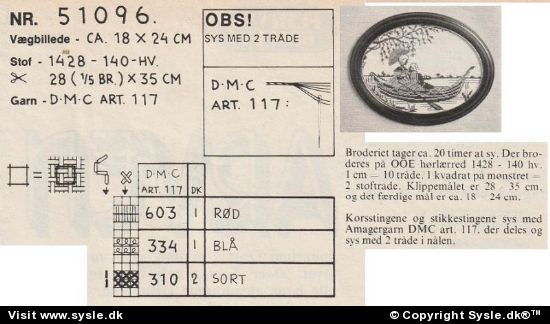 NR. 51096.
Vægbillede - CA. 18 X 24 CM
Stof - 1428 - 140 - HV.
28 (1/5 BR.) X 35 CM
Garn - D·M·C ART. 117
OBS!
SYS MED 2 TRÅDE
D·M·C
ART. 117:
D·M·C
ART. 117 DK
603 1 RØD
334 1 BLÅ
310 2 SORT
Broderiet tager ca. 20 timer at sy. Der bro-
deres på OOE hørlærred 1428 - 140 hv.
1 cm = 10 tråde. 1 kvadrat på mønstret =
2 stoftråde. Klippemålet er 28 35 cm,
og det færdige mål er ca. 18 24 cm.
Korsstingene og stikkestingene sys med
Amagergarn DMC art. 117, der deles og
sys med 2 tråde i nålen.
Visit www.sysle.dk
© Copyright Sysle.dk®™